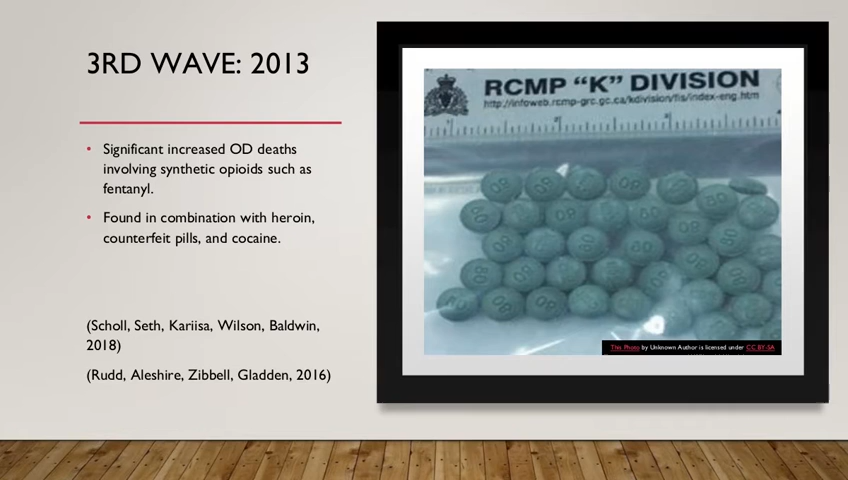 3RD WAVE: 2013
• Significant increased OD deaths
involving synthetic opioids such as
fentanyl.
• Found in combination with heroin,
counterfeit pills, and cocaine.
(Scholl, Seth, Kariisa, Wilson, Baldwin,
2018)
(Rudd, Aleshire, Zibbell, Gladden, 2016)
RCMP “K” DIVISION
http://infoweb.rcmp-grc.gc.ca/kdivision/fis/index-eng.htm
This Photo by Unknown Author is licensed under CC BY-SA